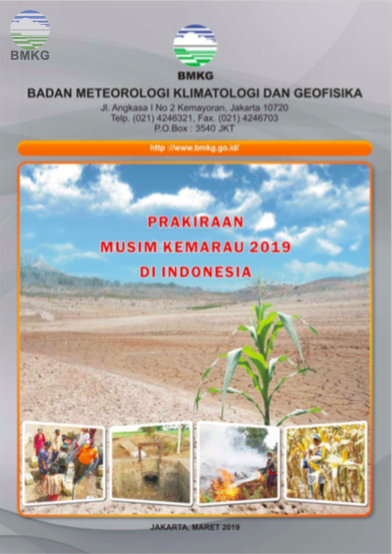 BMKG
BMKG
BADAN METEOROLOGI KLIMATOLOGI DAN GEOFISIKA
Jl. Angkasa I No 2 Kemayoran, Jakarta 10720
Telp. (021) 4246321, Fax. (021) 4246703
P.O.Box : 3540 JKT
http ://www.bmkg.go.id/
PRAKIRAAN
MUSIM KEMARAU 2019
DI INDONESIA
JAKARTA, MARET 2019